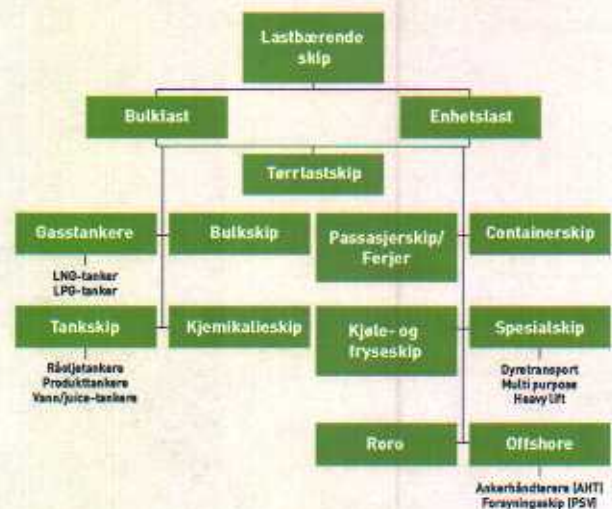 Lastbærende
skip
Bulklast
Enhetslast
Tørrlastskip
Gasstankere
Bulkskip
Passasjerskip/
Ferjer
Containerskip
LNG-tanker
LPG-tanker
Tankskip
Kjemikalieskip
Kjøle- og
fryseskip
Spesialskip
Råoljetankere
Produkttankere
Vann/juice-tankere
Dyretransport
Multi purpose
Heavy lift
Roro
Offshore
Ankerhåndterere (AHT)
Forsyningsskip (PSV)